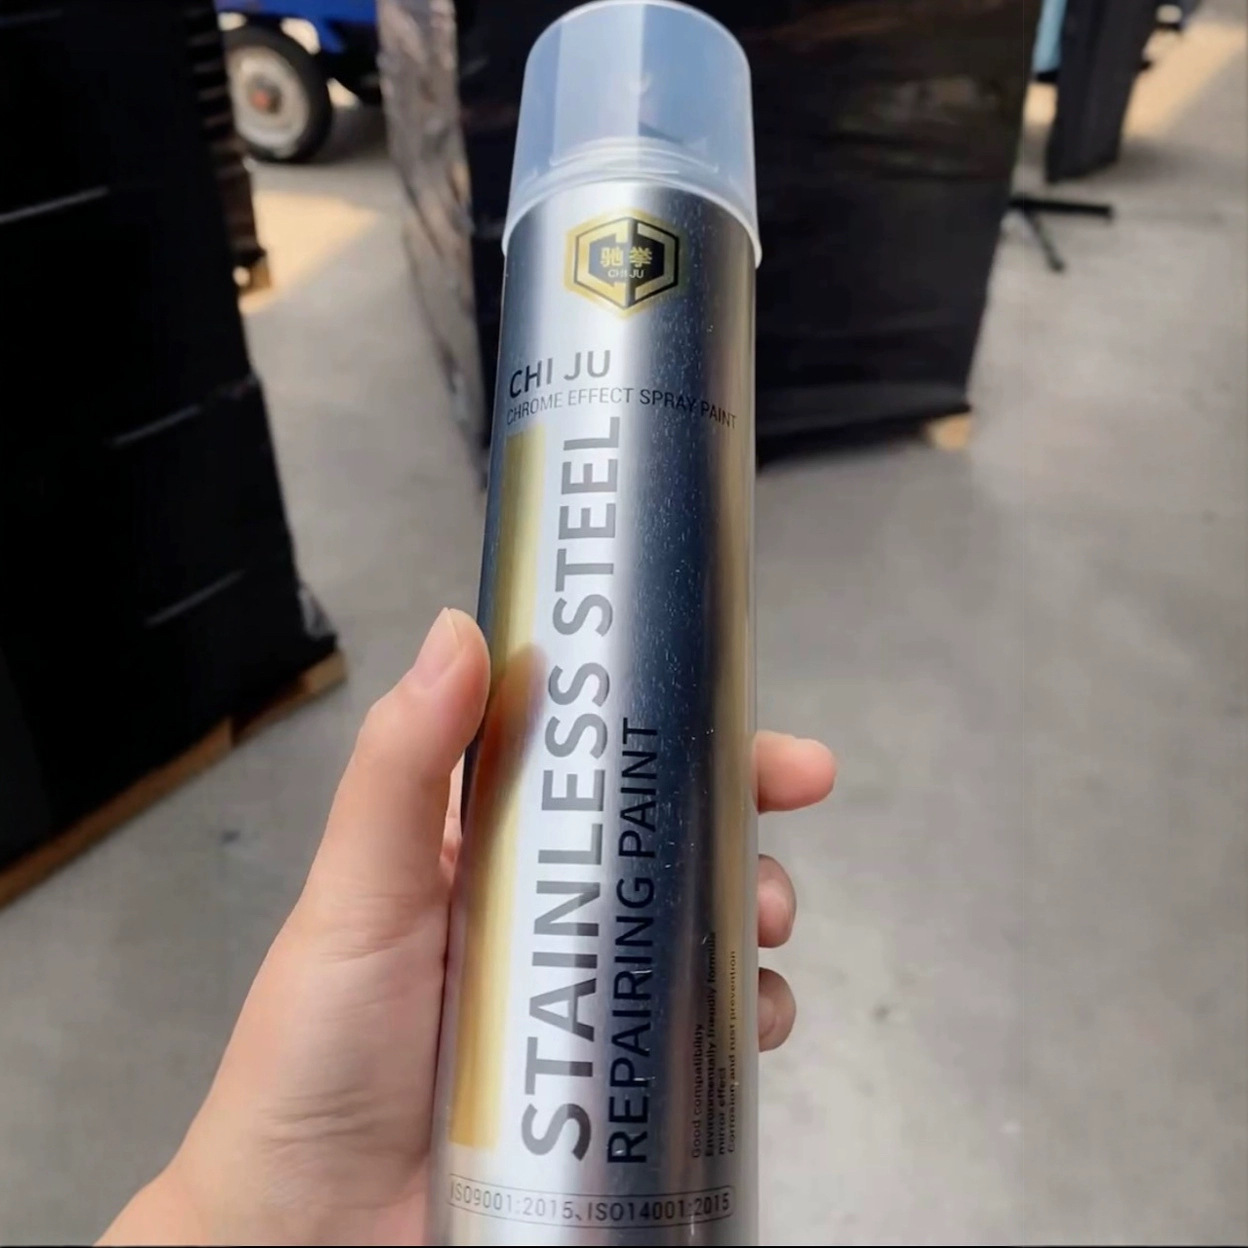 驰举
CHI JU
CHI JU
CHROME EFFECT SPRAY PAINT
STAINLESS STEEL
REPAIRING PAINT
Good compatibility
Environmentally friendly formula
mirror effect
Corrosion and rust prevention
ISO9001:2015、ISO14001:2015